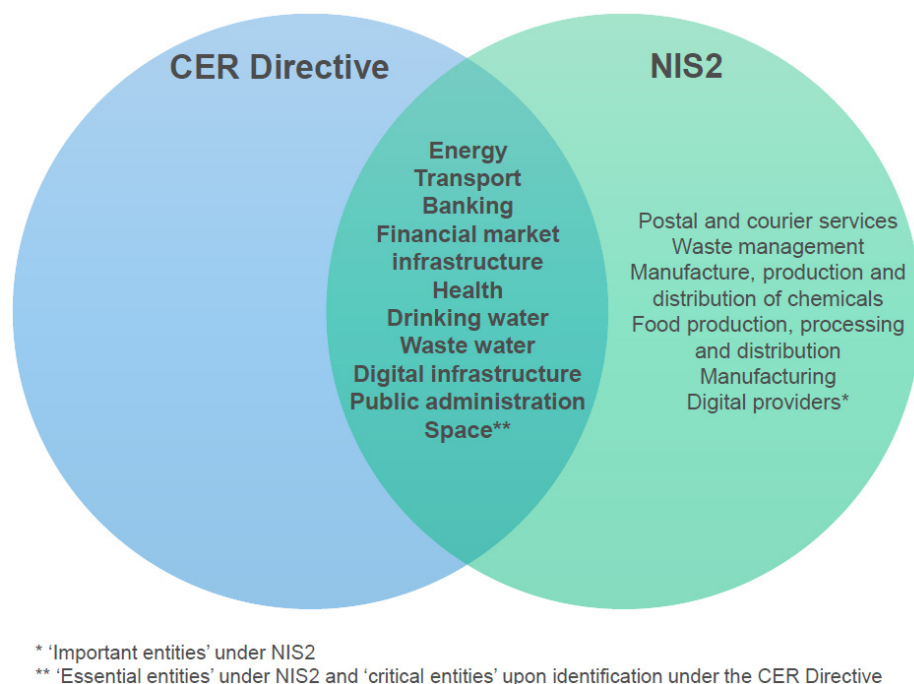 CER Directive
NIS2
Energy
Transport
Banking
Financial market
infrastructure
Health
Drinking water
Waste water
Digital infrastructure
Public administration
Space**
Postal and courier services
Waste management
Manufacture, production and
distribution of chemicals
Food production, processing
and distribution
Manufacturing
Digital providers*
* ‘Important entities’ under NIS2
** ‘Essential entities’ under NIS2 and ‘critical entities’ upon identification under the CER Directive